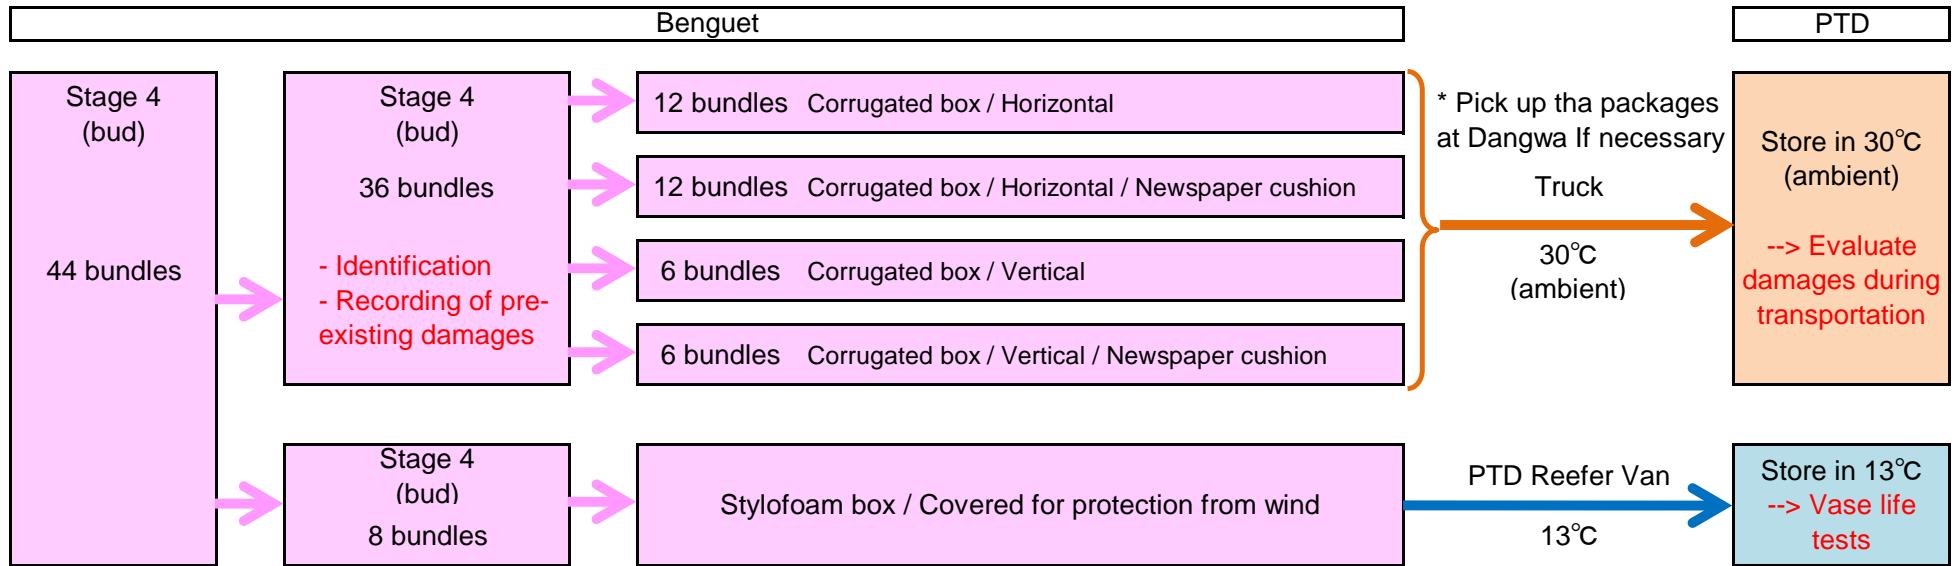 Benguet
PTD
Stage 4
(bud)
44 bundles
Stage 4
(bud)
36 bundles
- Identification
- Recording of pre-
existing damages
12 bundles Corrugated box / Horizontal
12 bundles Corrugated box / Horizontal / Newspaper cushion
6 bundles Corrugated box / Vertical
6 bundles Corrugated box / Vertical / Newspaper cushion
* Pick up tha packages
at Dangwa If necessary
Truck
30℃
(ambient)
Store in 30℃
(ambient)
--> Evaluate
damages during
transportation
Stage 4
(bud)
8 bundles
Stylofoam box / Covered for protection from wind
PTD Reefer Van
13℃
Store in 13℃
--> Vase life
tests